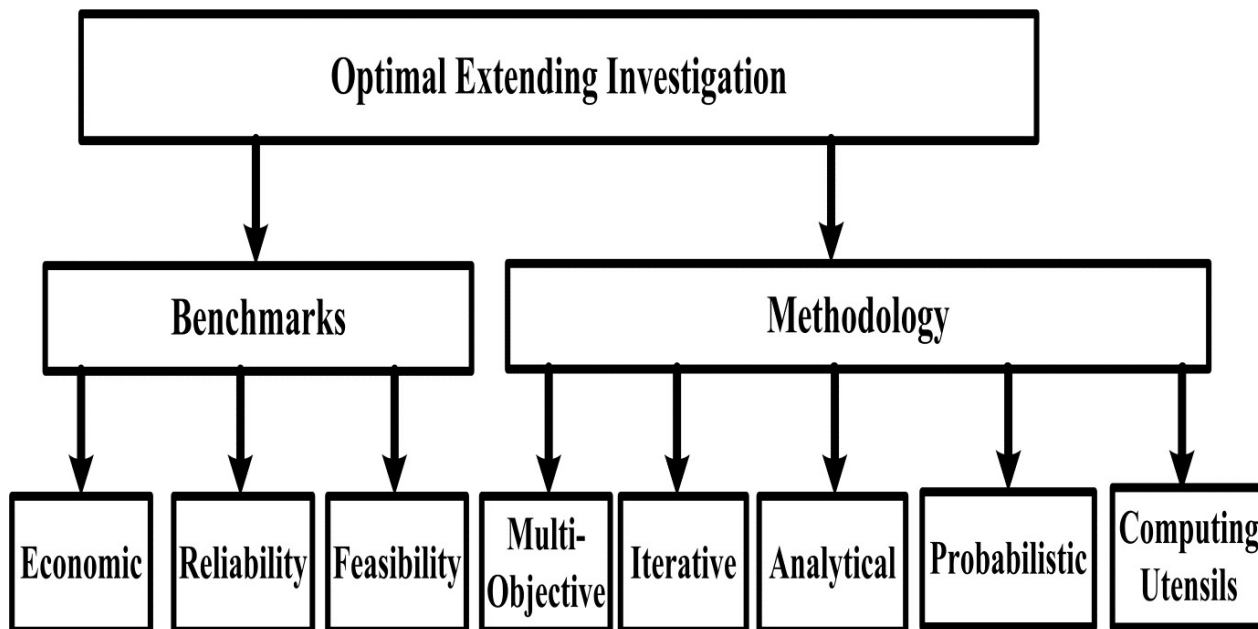 Optimal Extending Investigation
Benchmarks
Methodology
Economic
Reliability
Feasibility
Multi-
Objective
Iterative
Analytical
Probabilistic
Computing
Utensils